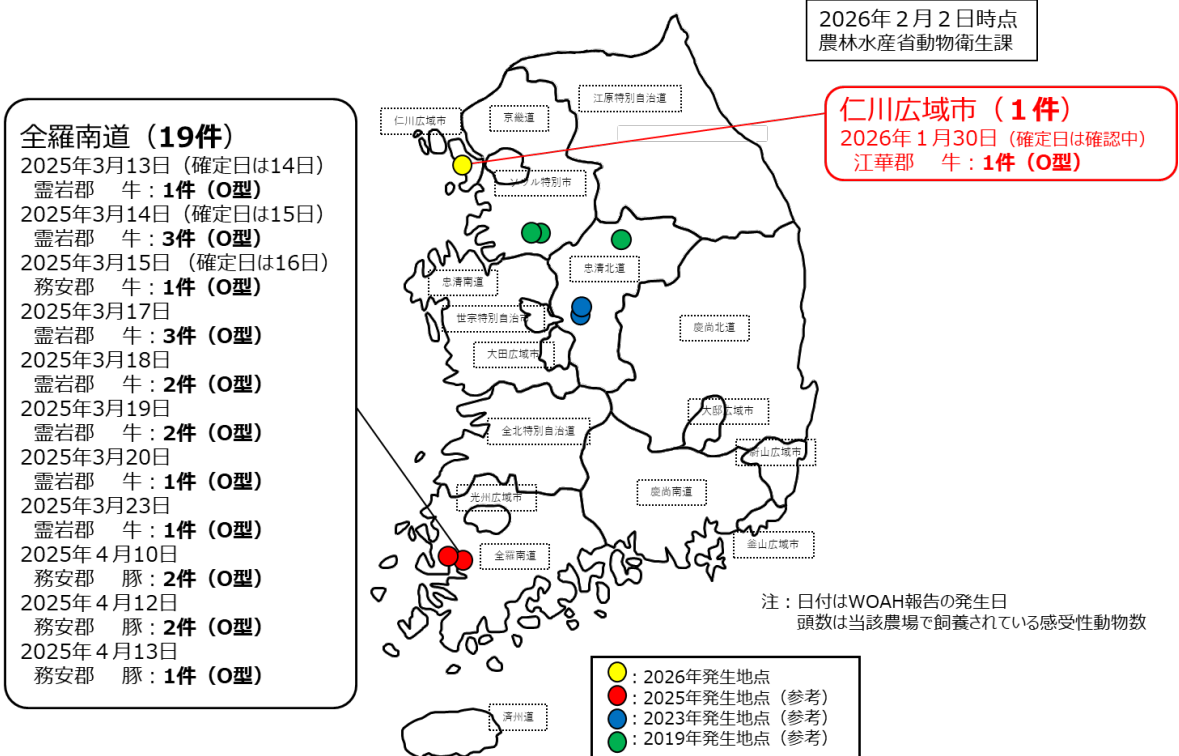 2026年２月２日時点
農林水産省動物衛生課
全羅南道（19件）
2025年3月13日（確定日は14日）
霊岩郡　牛：1件（O型）
2025年3月14日（確定日は15日）
霊岩郡　牛：3件（O型）
2025年3月15日 （確定日は16日）
務安郡　牛：1件（O型）
2025年3月17日
霊岩郡　牛：3件（O型）
2025年3月18日
霊岩郡　牛：2件（O型）
2025年3月19日
霊岩郡　牛：2件（O型）
2025年3月20日
霊岩郡　牛：1件（O型）
2025年3月23日
霊岩郡　牛：1件（O型）
2025年４月10日
務安郡　豚：2件（O型）
2025年４月12日
務安郡　豚：2件（O型）
2025年４月13日
務安郡　豚：1件（O型）
仁川広域市（１件）
2026年１月30日（確定日は確認中）
江華郡　牛：1件（O型）
江原特別自治道
仁川広域市
京畿道
ソウル特別市
忠清北道
忠清南道
世宗特別自治市
慶尚北道
大田広域市
大邱広域市
全北特別自治道
蔚山広域市
光州広域市
慶尚南道
釜山広域市
全羅南道
済州道
注：日付はWOAH報告の発生日
頭数は当該農場で飼養されている感受性動物数
：2026年発生地点
：2025年発生地点（参考）
：2023年発生地点（参考）
：2019年発生地点（参考）